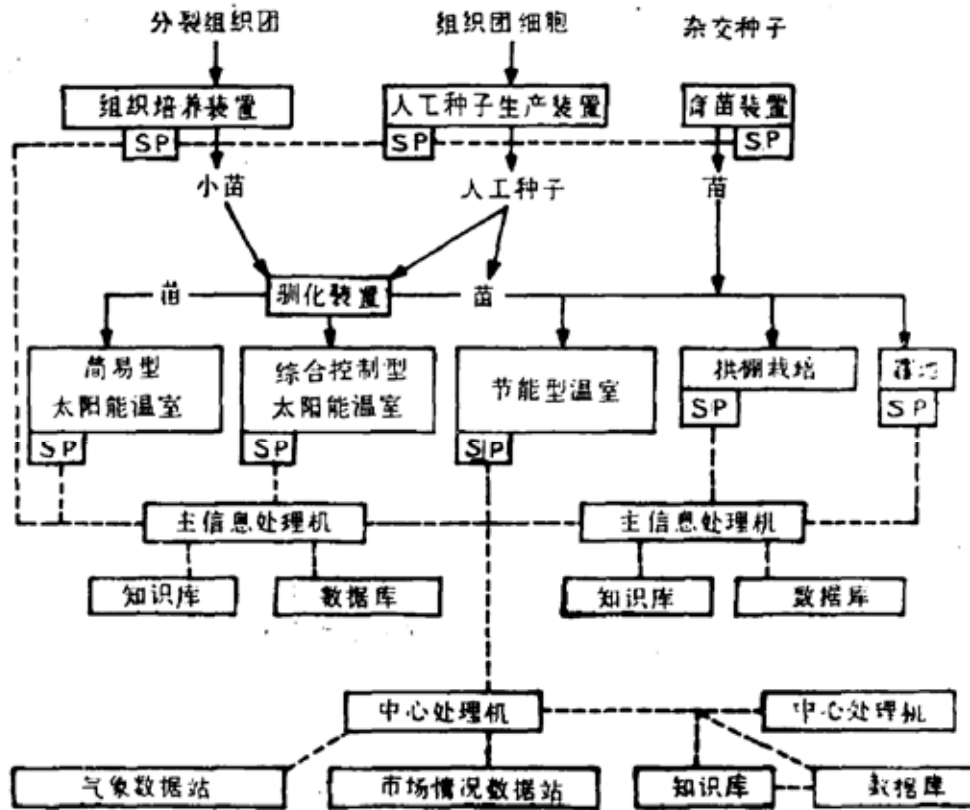 分裂组织团
组织团细胞
杂交种子
组织培养装置
人工种子生产装置
育苗装置
SP
SP
SP
小苗
人工种子
苗
苗
驯化装置
苗
简易型
太阳能温室
综合控制型
太阳能温室
节能型温室
拱棚栽培
SP
SP
SP
SP
SP
主信息处理机
主信息处理机
知识库
数据库
知识库
数据库
中心处理机
中心处理机
气象数据站
市场情况数据站
知识库
数据库